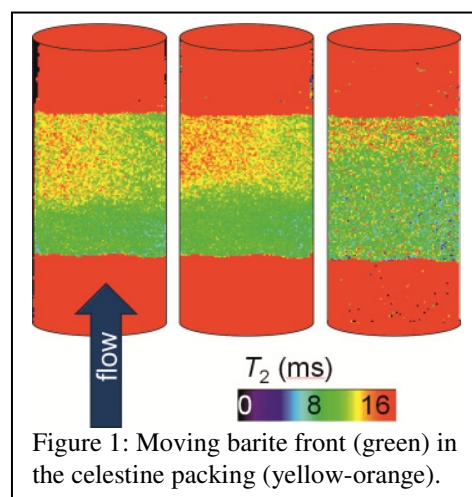 flow
T₂ (ms)
0 8 16
Figure 1: Moving barite front (green) in
the celestine packing (yellow-orange).